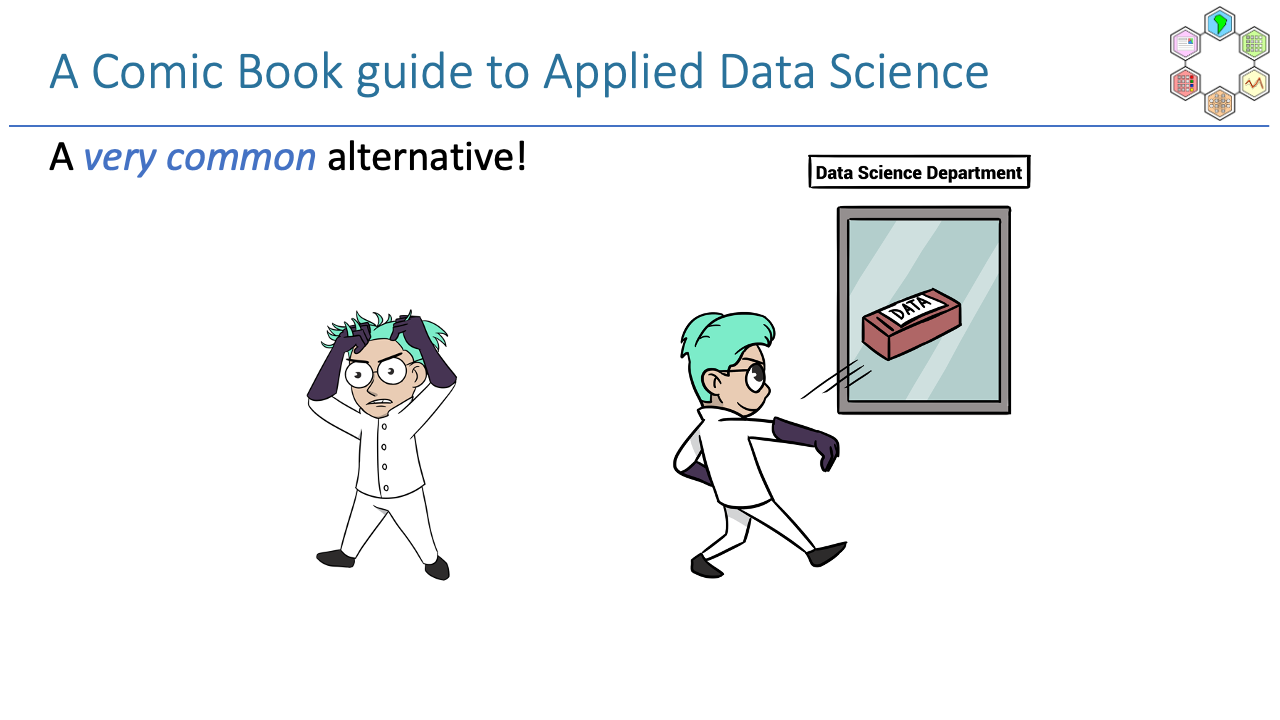 A Comic Book guide to Applied Data Science
A very common alternative!
Data Science Department
DATA